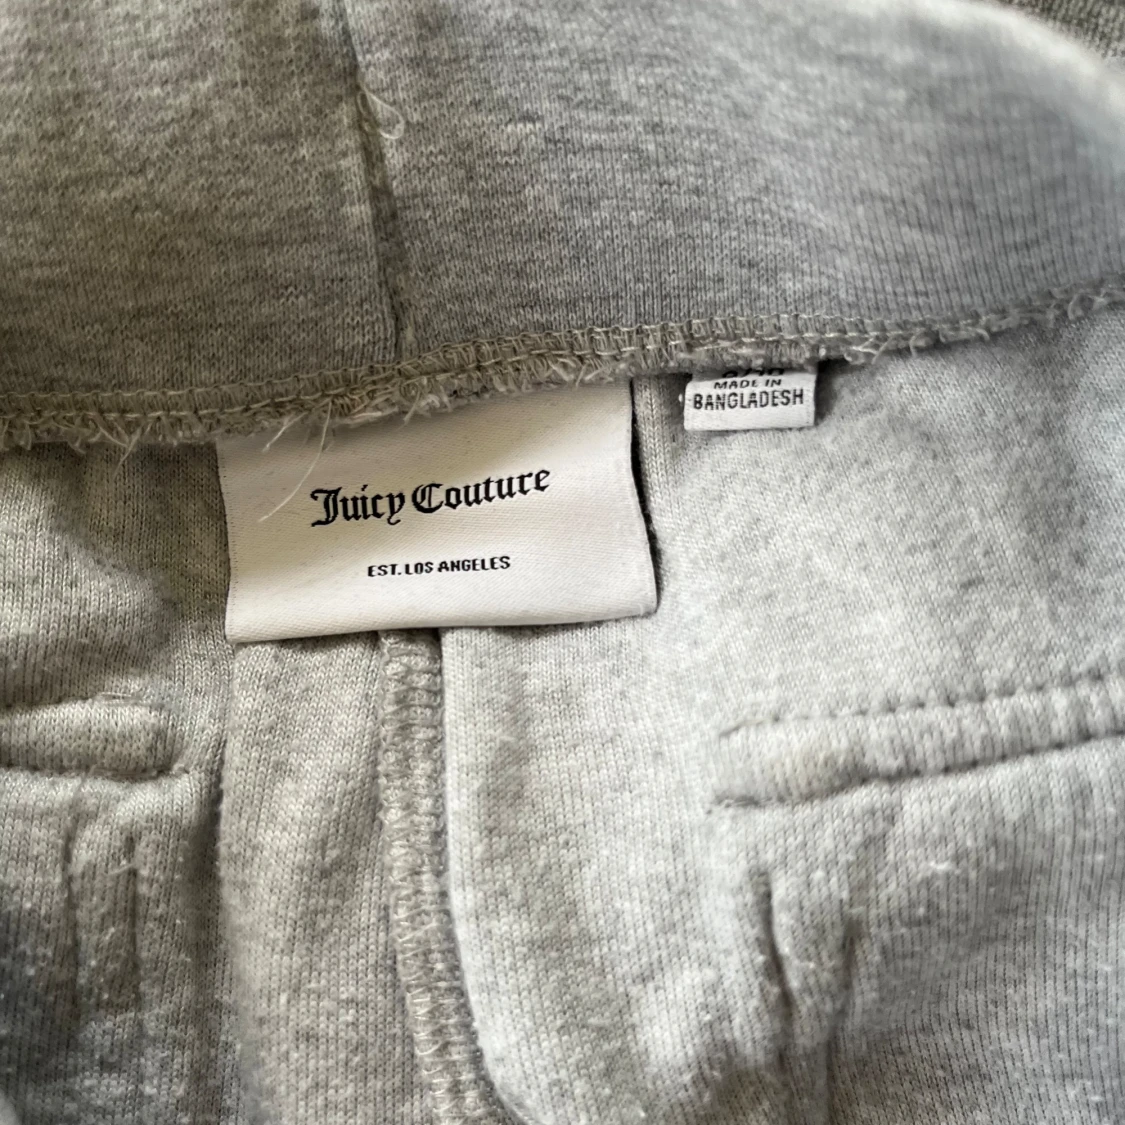 Juicy Couture
EST. LOS ANGELES
MADE IN
BANGLADESH